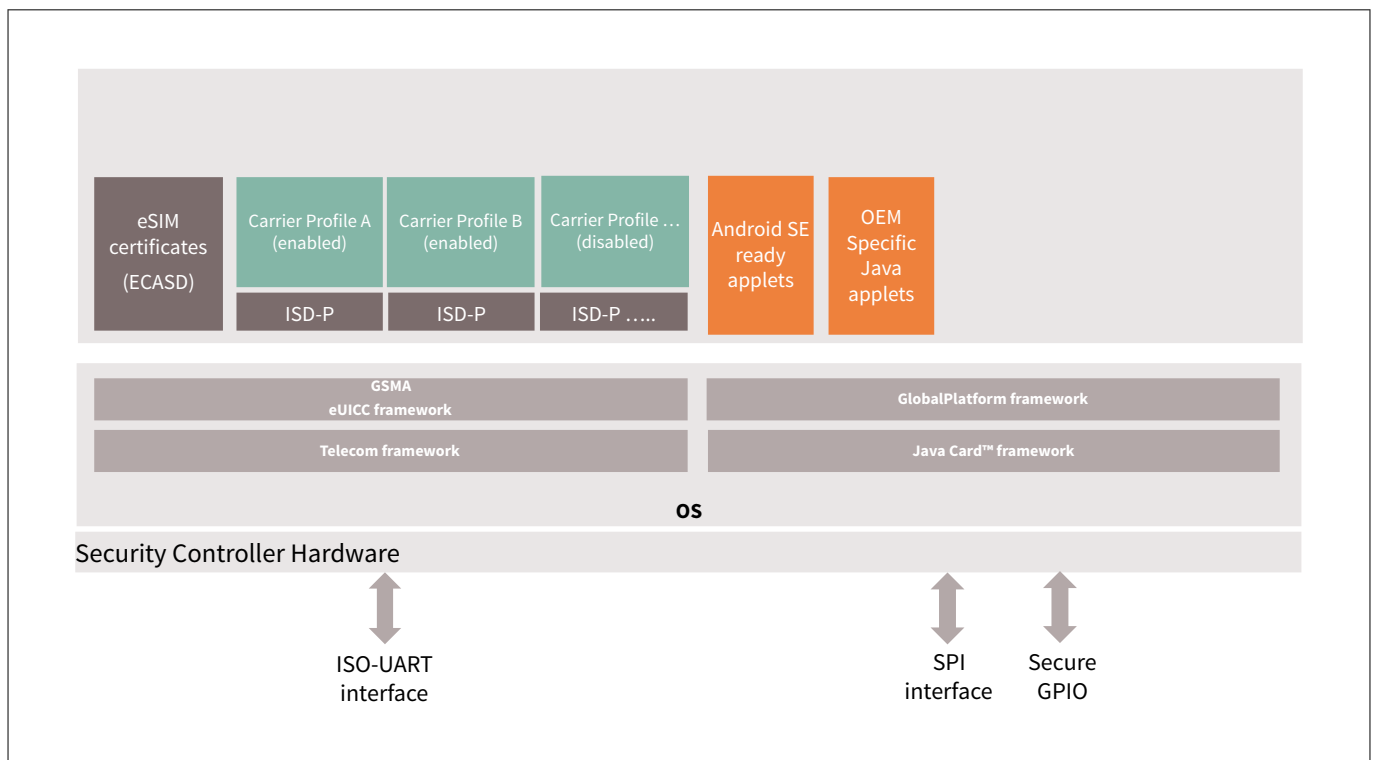 eSIM
certificates
(ECASD)
Carrier Profile A
(enabled)
Carrier Profile B
(enabled)
Carrier Profile …
(disabled)
ISD-P
ISD-P
ISD-P …..
Android SE
ready
applets
OEM
Specific
Java
applets
GSMA
eUICC framework
GlobalPlatform framework
Telecom framework
Java Card™ framework
OS
Security Controller Hardware
ISO-UART
interface
SPI
interface
Secure
GPIO